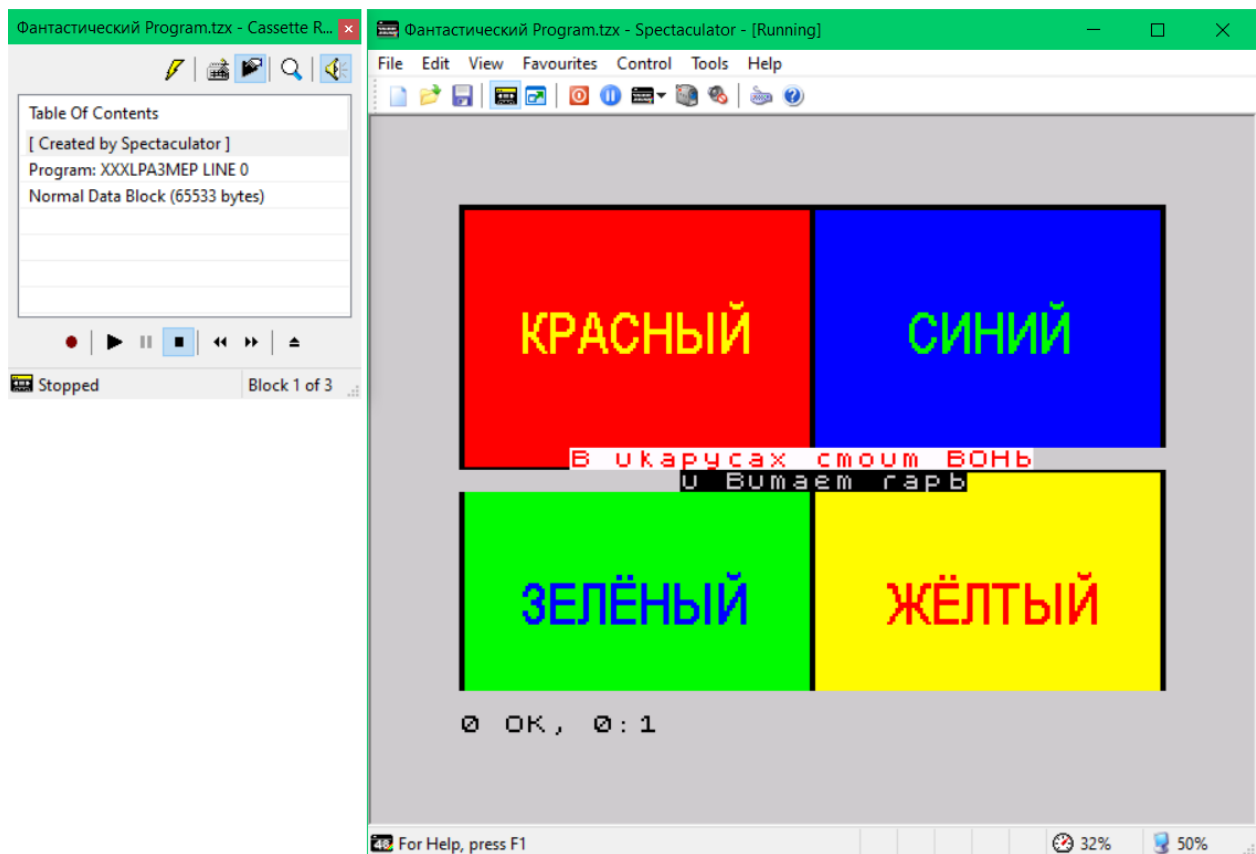 Фантастический Program.tzx - Cassette R...
Table Of Contents
[ Created by Spectaculator ]
Program: XXXLPA3MEP LINE 0
Normal Data Block (65533 bytes)
Stopped
Block 1 of 3
Фантастический Program.tzx - Spectaculator - [Running]
File Edit View Favourites Control Tools Help
КРАСНЫЙ
СИНИЙ
В икарусах стоит ВОНЬ
и Витает гарь
ЗЕЛЁНЫЙ
ЖЁЛТЫЙ
0 OK, 0:1
48 For Help, press F1
32%
50%